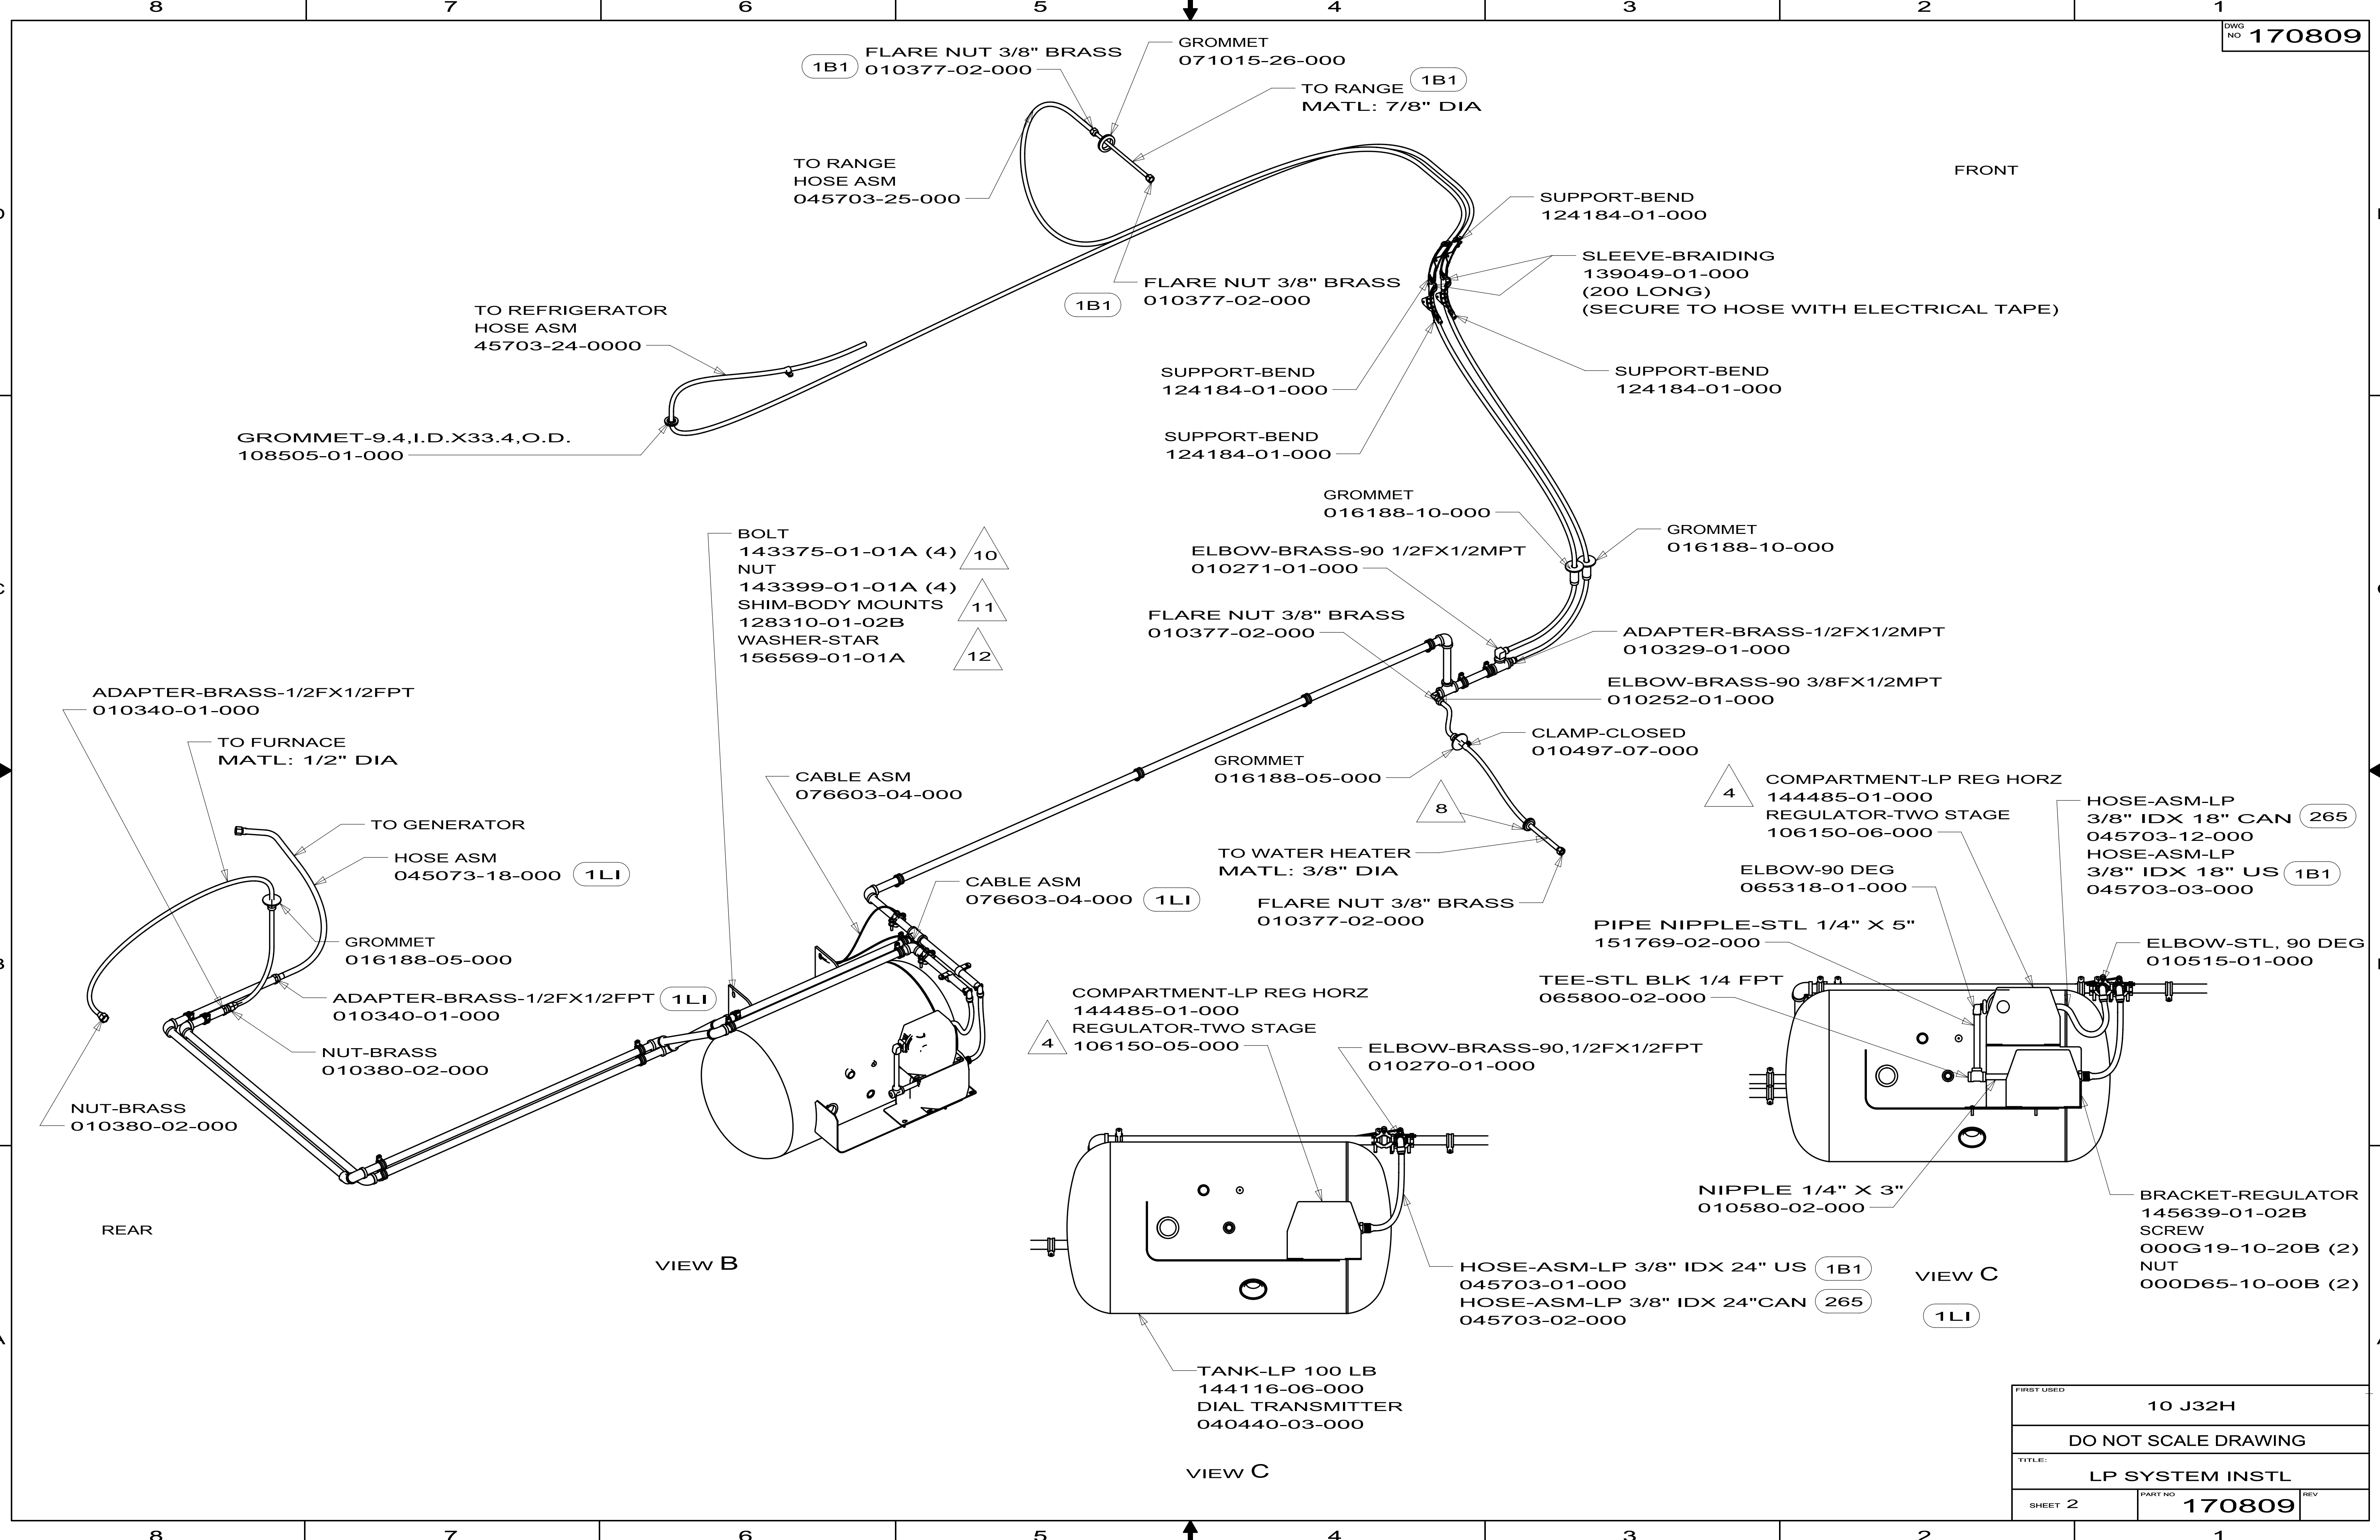 8 7 6 5 4 3 2 1
DWG NO 170809
1B1
FLARE NUT 3/8" BRASS
010377-02-000
GROMMET
071015-26-000
TO RANGE
1B1
MATL: 7/8" DIA
TO RANGE
HOSE ASM
045703-25-000
FRONT
SUPPORT-BEND
124184-01-000
SLEEVE-BRAIDING
139049-01-000
(200 LONG)
(SECURE TO HOSE WITH ELECTRICAL TAPE)
FLARE NUT 3/8" BRASS
010377-02-000
1B1
TO REFRIGERATOR
HOSE ASM
45703-24-0000
SUPPORT-BEND
124184-01-000
SUPPORT-BEND
124184-01-000
GROMMET-9.4,I.D.X33.4,O.D.
108505-01-000
SUPPORT-BEND
124184-01-000
GROMMET
016188-10-000
GROMMET
016188-10-000
BOLT
143375-01-01A (4)
10
NUT
143399-01-01A (4)
SHIM-BODY MOUNTS
11
128310-01-02B
WASHER-STAR
156569-01-01A
12
ELBOW-BRASS-90 1/2FX1/2MPT
010271-01-000
FLARE NUT 3/8" BRASS
010377-02-000
ADAPTER-BRASS-1/2FX1/2MPT
010329-01-000
ELBOW-BRASS-90 3/8FX1/2MPT
010252-01-000
CLAMP-CLOSED
010497-07-000
GROMMET
016188-05-000
8
TO WATER HEATER
MATL: 3/8" DIA
FLARE NUT 3/8" BRASS
010377-02-000
ADAPTER-BRASS-1/2FX1/2FPT
010340-01-000
TO FURNACE
MATL: 1/2" DIA
TO GENERATOR
HOSE ASM
045073-18-000
1LI
GROMMET
016188-05-000
ADAPTER-BRASS-1/2FX1/2FPT
1LI
010340-01-000
NUT-BRASS
010380-02-000
NUT-BRASS
010380-02-000
REAR
CABLE ASM
076603-04-000
CABLE ASM
076603-04-000
1LI
VIEW B
4
COMPARTMENT-LP REG HORZ
144485-01-000
REGULATOR-TWO STAGE
106150-06-000
HOSE-ASM-LP
3/8" IDX 18" CAN
265
045703-12-000
HOSE-ASM-LP
3/8" IDX 18" US
1B1
045703-03-000
ELBOW-90 DEG
065318-01-000
PIPE NIPPLE-STL 1/4" X 5"
151769-02-000
TEE-STL BLK 1/4 FPT
065800-02-000
ELBOW-STL, 90 DEG
010515-01-000
COMPARTMENT-LP REG HORZ
144485-01-000
4
REGULATOR-TWO STAGE
106150-05-000
ELBOW-BRASS-90,1/2FX1/2FPT
010270-01-000
NIPPLE 1/4" X 3"
010580-02-000
BRACKET-REGULATOR
145639-01-02B
SCREW
000G19-10-20B (2)
NUT
000D65-10-00B (2)
VIEW C
1LI
HOSE-ASM-LP 3/8" IDX 24" US
1B1
045703-01-000
HOSE-ASM-LP 3/8" IDX 24"CAN
265
045703-02-000
TANK-LP 100 LB
144116-06-000
DIAL TRANSMITTER
040440-03-000
VIEW C
FIRST USED
10 J32H
DO NOT SCALE DRAWING
TITLE:
LP SYSTEM INSTL
SHEET 2
PART NO 170809
REV
8 7 6 5 4 3 2 1